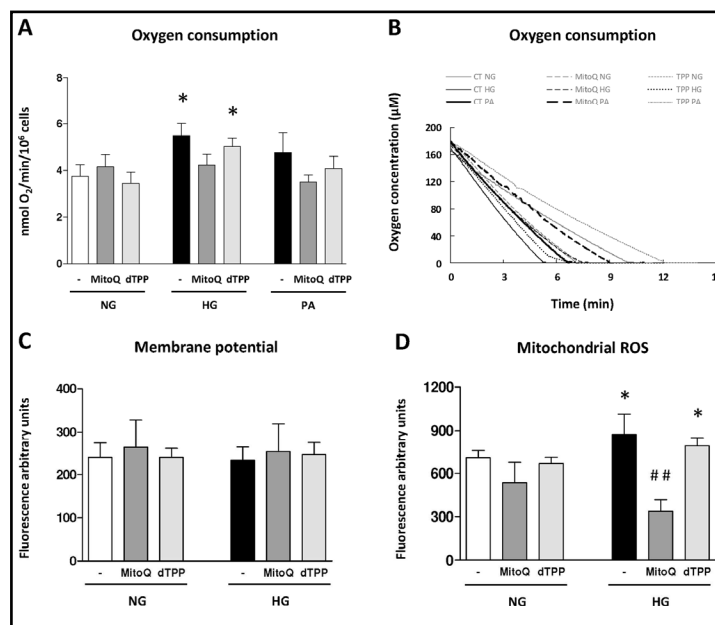 A
Oxygen consumption
nmol O2/min/10⁶ cells
8
6
4
2
0
*
*
- MitoQ dTPP - MitoQ dTPP - MitoQ dTPP
NG HG PA
B
Oxygen consumption
CT NG MitoQ NG TPP NG
CT HG MitoQ HG TPP HG
CT PA MitoQ PA TPP PA
Oxygen concentration (µM)
200
160
120
80
40
0
0 3 6 9 12 15
Time (min)
C
Membrane potential
Fluorescence arbitrary units
400
300
200
100
0
- MitoQ dTPP - MitoQ dTPP
NG HG
D
Mitochondrial ROS
Fluorescence arbitrary units
1200
900
600
300
0
*
##
*
- MitoQ dTPP - MitoQ dTPP
NG HG